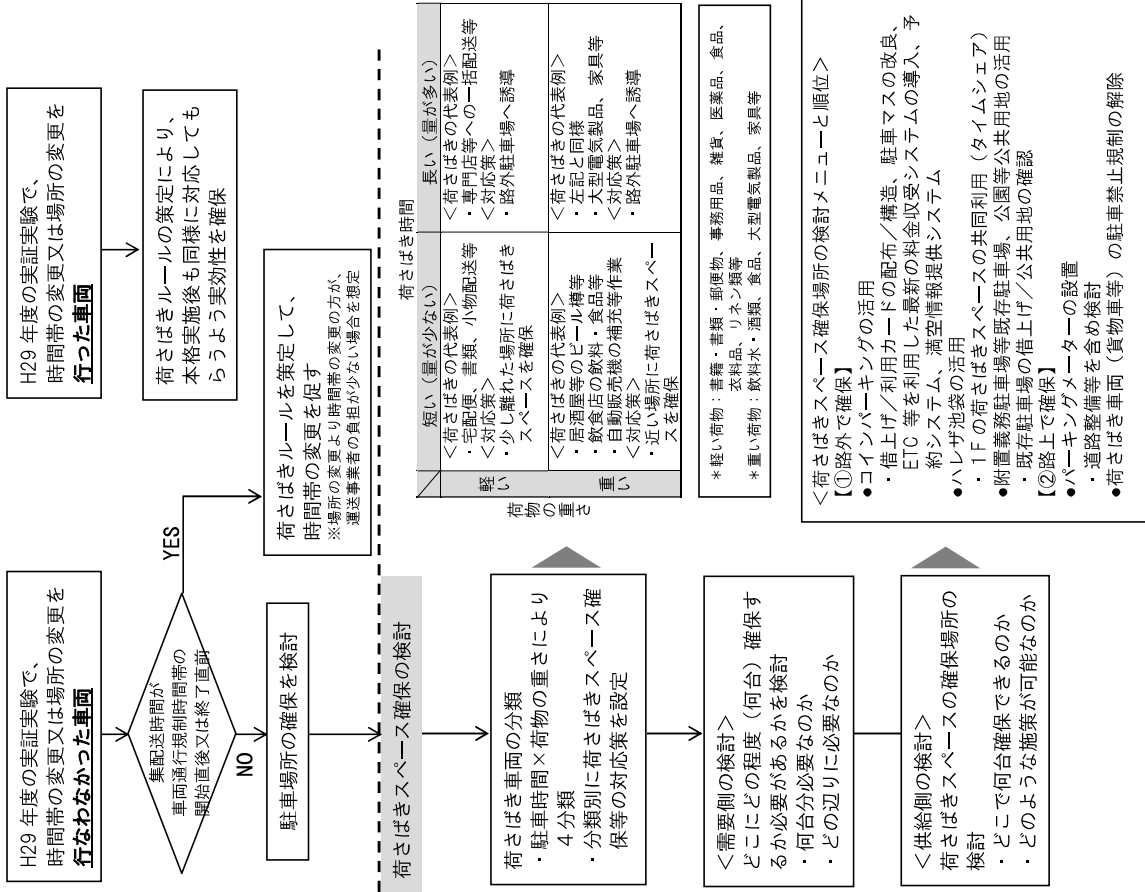 H29 年度の実証実験で、
時間帯の変更又は場所の変更を
行なわなかった車両
集配送時間が
車両通行規制時間帯の
開始直後又は終了直前
YES
NO
駐車場所の確保を検討
H29 年度の実証実験で、
時間帯の変更又は場所の変更を
行った車両
荷さばきルールの策定により、
本格実施後も同様に対応しても
らうよう実効性を確保
荷さばきルールを策定して、
時間帯の変更を促す
※場所の変更より時間帯の変更の方が、
運送事業者の負担が少ない場合を想定
荷さばきスペース確保の検討
荷さばき車両の分類
・駐車時間×荷物の重さにより
４分類
・分類別に荷さばきスペース確
保等の対応策を設定
<需要側の検討>
どこにどの程度（何台）確保す
るか必要があるかを検討
・何台分必要なのか
・どの辺りに必要なのか
<供給側の検討>
荷さばきスペースの確保場所の
検討
・どこで何台確保できるのか
・どのような施策が可能なのか
荷さばき時間
短い（量が少ない）
長い（量が多い）
荷物の重さ
軽い
<荷さばきの代表例>
・宅配便、書類、小物配送等
<対応策>
・少し離れた場所に荷さばき
スペースを確保
<荷さばきの代表例>
・専門店等への一括配送等
<対応策>
・路外駐車場へ誘導
重い
<荷さばきの代表例>
・居酒屋等のビール樽等
・飲食店の飲料・食品等
・自動販売機の補充等作業
<対応策>
・近い場所に荷さばきスペー
スを確保
<荷さばきの代表例>
・左記と同様
・大型電気製品、家具等
<対応策>
・路外駐車場へ誘導
＊軽い荷物：書籍・書類・郵便物、事務用品、雑貨、医薬品、食品、
衣料品、リネン類等
＊重い荷物：飲料水・酒類、食品、大型電気製品、家具等
<荷さばきスペース確保場所の検討メニューと順位>
【①路外で確保】
●コインパーキングの活用
・借上げ／利用カードの配布／構造、駐車マスの改良、
ETC 等を利用した最新の料金収受システムの導入、予
約システム、満空情報提供システム
●ハレザ池袋の活用
・１F の荷さばきスペースの共同利用（タイムシェア）
●附置義務駐車場等既存駐車場、公園等公共用地の活用
・既存駐車場の借上げ／公共用地の確認
【②路上で確保】
●パーキングメーターの設置
・道路整備等を含め検討
●荷さばき車両（貨物車等）の駐車禁止規制の解除